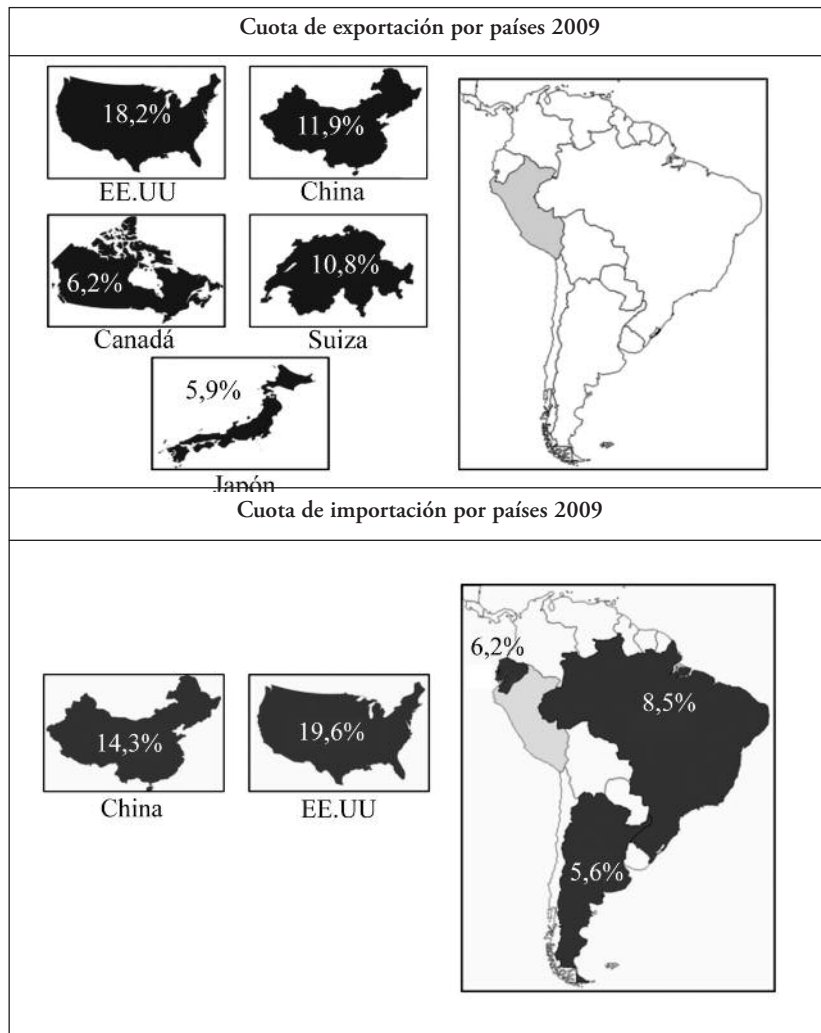 Cuota de exportación por países 2009
18,2%
11,9%
EE.UU
China
6,2%
10,8%
Canadá
Suiza
5,9%
Japón
Cuota de importación por países 2009
6,2%
8,5%
14,3%
19,6%
China
EE.UU
5,6%